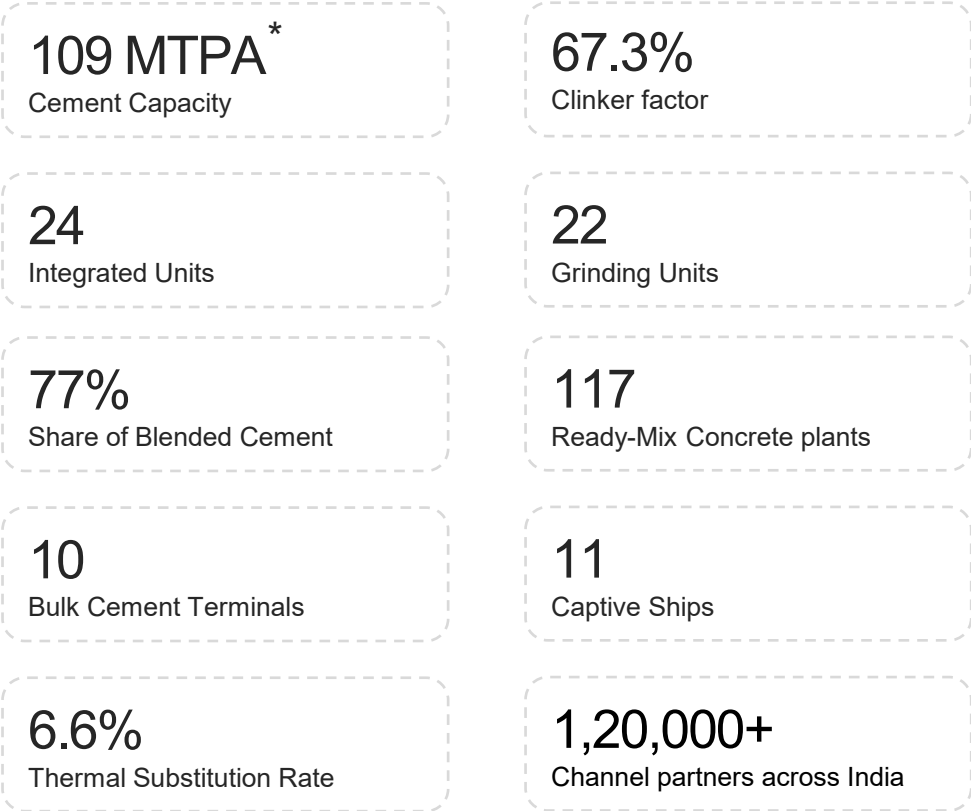 109 MTPA*
Cement Capacity
67.3%
Clinker factor
24
Integrated Units
22
Grinding Units
77%
Share of Blended Cement
117
Ready-Mix Concrete plants
10
Bulk Cement Terminals
11
Captive Ships
6.6%
Thermal Substitution Rate
1,20,000+
Channel partners across India